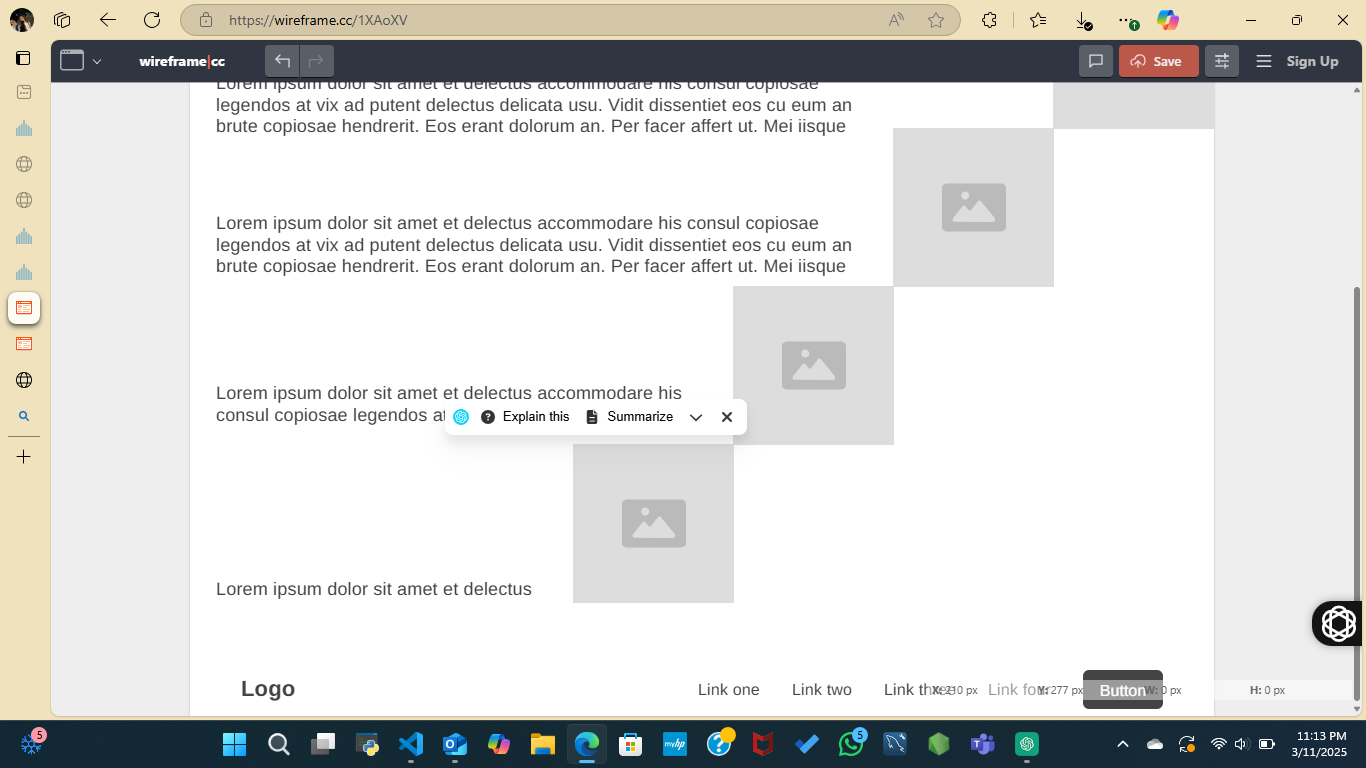 https://wireframe.cc/1XAoXV
wireframe|cc
Save
Sign Up
Lorem ipsum dolor sit amet et delectus accommodare his consul copiosae
legendos at vix ad putent delectus delicata usu. Vidit dissentiet eos cu eum an
brute copiosae hendrerit. Eos erant dolorum an. Per facer affert ut. Mei iisque
Lorem ipsum dolor sit amet et delectus accommodare his consul copiosae
legendos at vix ad putent delectus delicata usu. Vidit dissentiet eos cu eum an
brute copiosae hendrerit. Eos erant dolorum an. Per facer affert ut. Mei iisque
Lorem ipsum dolor sit amet et delectus accommodare his
consul copiosae legendos at
Explain this
Summarize
Lorem ipsum dolor sit amet et delectus
Logo
Link one
Link two
Link three
X: 210 px
Link four
Y: 277 px
Button
W: 0 px
H: 0 px
5
myhp
5
11:13 PM
3/11/2025